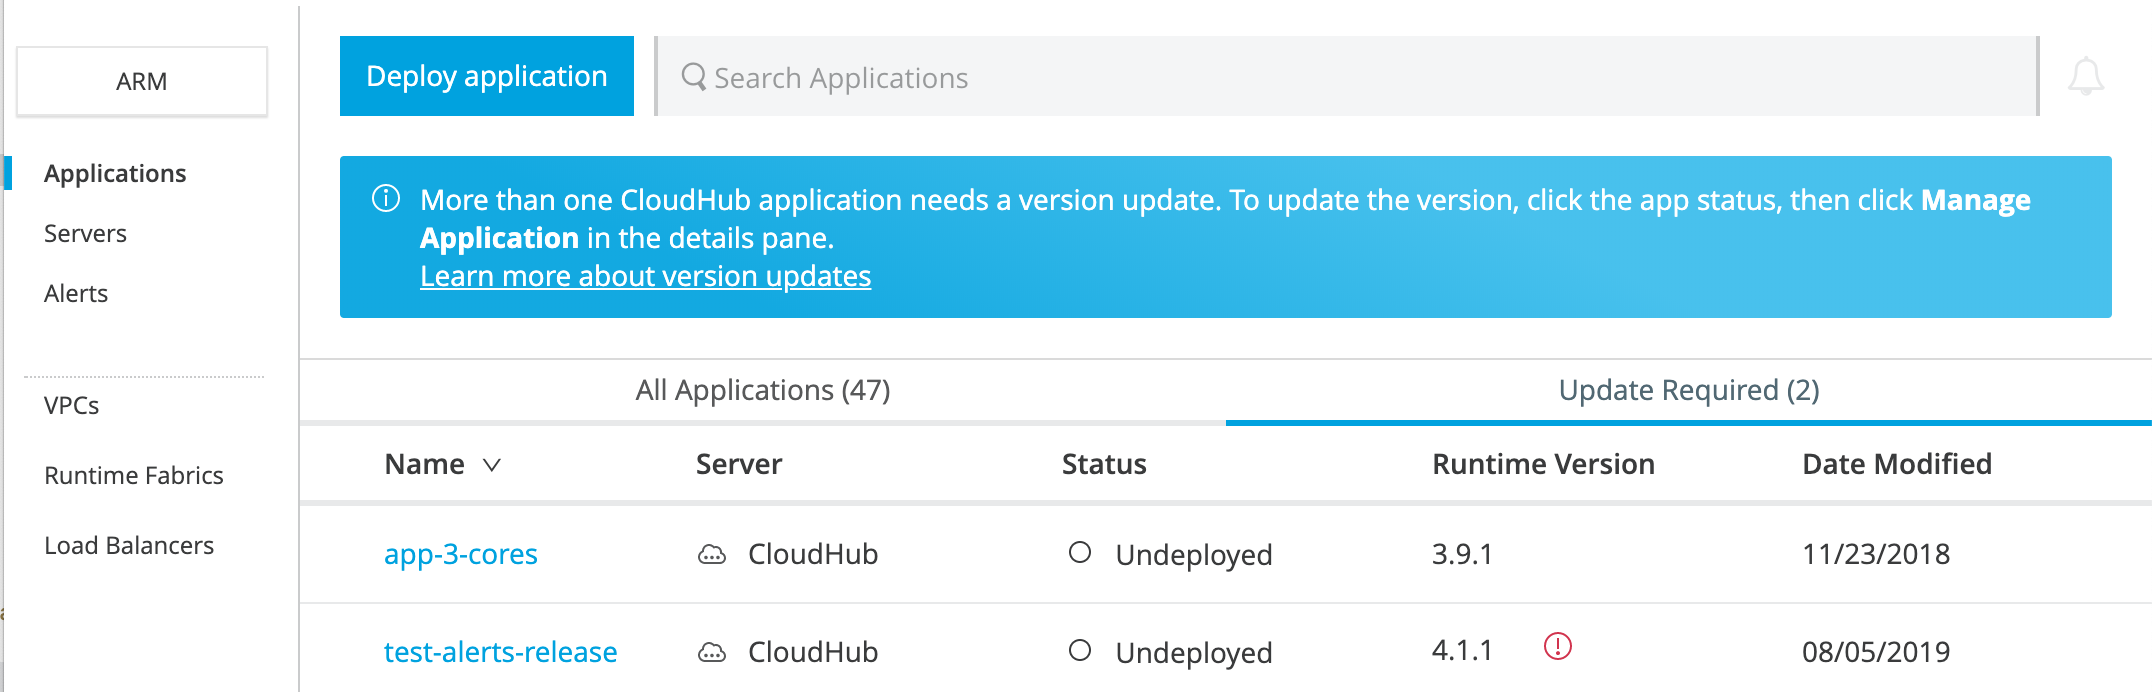 ARM
Applications
Servers
Alerts
VPCs
Runtime Fabrics
Load Balancers
Deploy application
Search Applications
More than one CloudHub application needs a version update. To update the version, click the app status, then click Manage
Application in the details pane.
Learn more about version updates
All Applications (47) Update Required (2)
Name Server Status Runtime Version Date Modified
app-3-cores CloudHub Undeployed 3.9.1 11/23/2018
test-alerts-release CloudHub Undeployed 4.1.1 08/05/2019